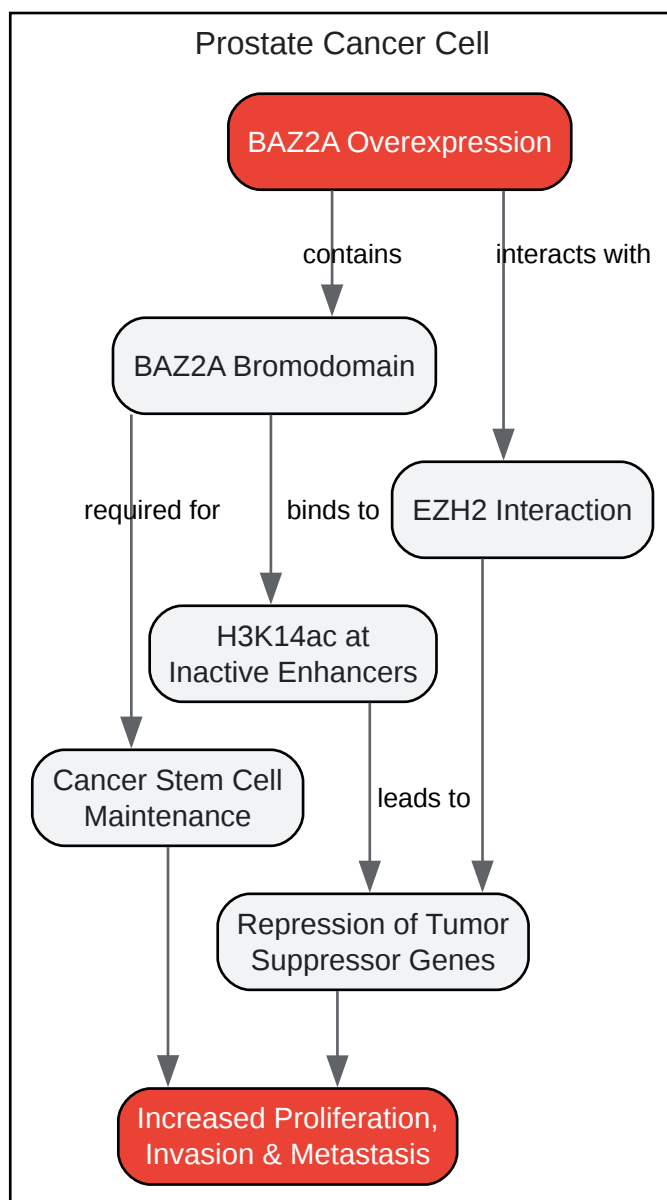 Prostate Cancer Cell
BAZ2A Overexpression
contains
interacts with
BAZ2A Bromodomain
required for
binds to
EZH2 Interaction
H3K14ac at
Inactive Enhancers
Cancer Stem Cell
Maintenance
leads to
Repression of Tumor
Suppressor Genes
Increased Proliferation,
Invasion & Metastasis